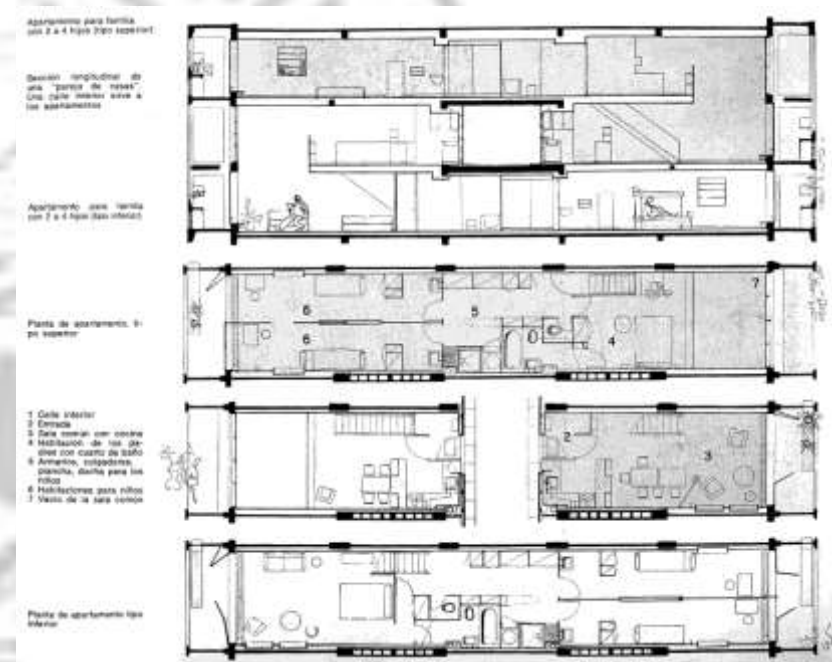 Apartamento para familia
con 2 a 4 hijos (tipo superior)
Sección longitudinal de
una "pareja de casas".
Una calle interior sirve a
los apartamentos
Apartamento para familia
con 2 a 4 hijos (tipo inferior)
Planta de apartamento, ti-
po superior
1 Calle interior
2 Entrada
3 Sala común con cocina
4 Habitación de los pa-
dres con cuarto de baño
5 Armarios, colgadores,
plancha, ducha para los
niños
6 Habitaciones para niños
7 Vacío de la sala común
Planta de apartamento tipo
inferior
7
6
5
6
4
2
3